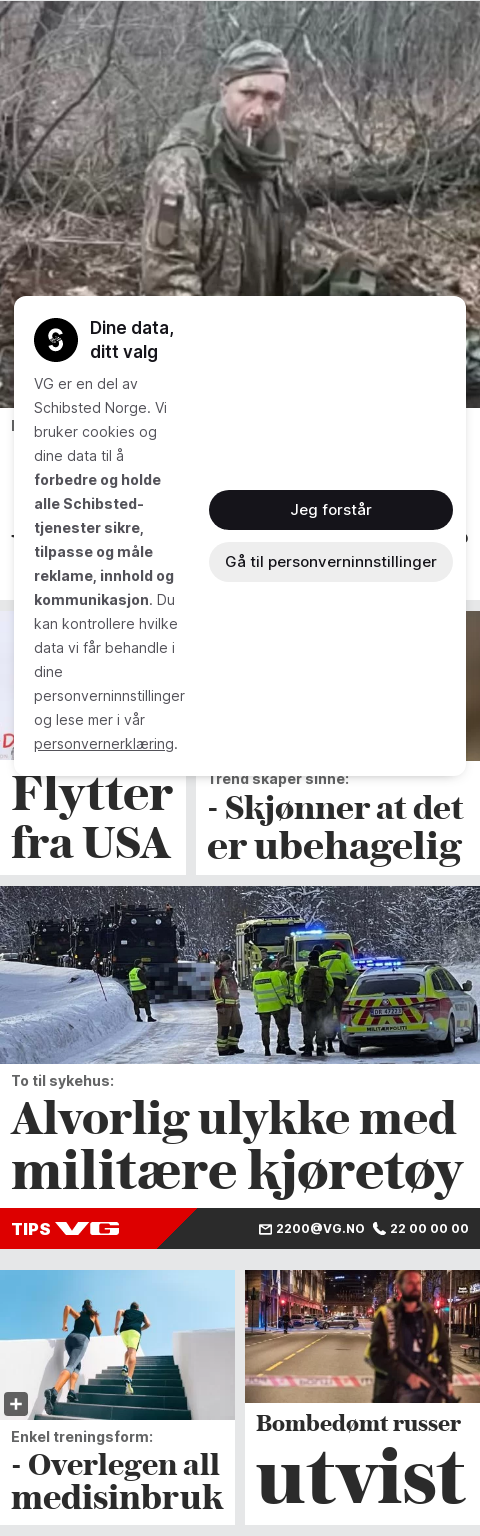 Dine data,
ditt valg
VG er en del av
Schibsted Norge. Vi
bruker cookies og
dine data til å
forbedre og holde
alle Schibsted-
tjenester sikre,
tilpasse og måle
reklame, innhold og
kommunikasjon. Du
kan kontrollere hvilke
data vi får behandle i
dine
personverninnstillinger
og lese mer i vår
personvernerklæring.
Jeg forstår
Gå til personverninnstillinger
Flytter
fra USA
Trend skaper sinne:
- Skjønner at det
er ubehagelig
MILITÆRPOLITI
To til sykehus:
Alvorlig ulykke med
militære kjøretøy
TIPS VG
2200@VG.NO 22 00 00 00
Enkel treningsform:
- Overlegen all
medisinbruk
Bombedømt russer
utvist